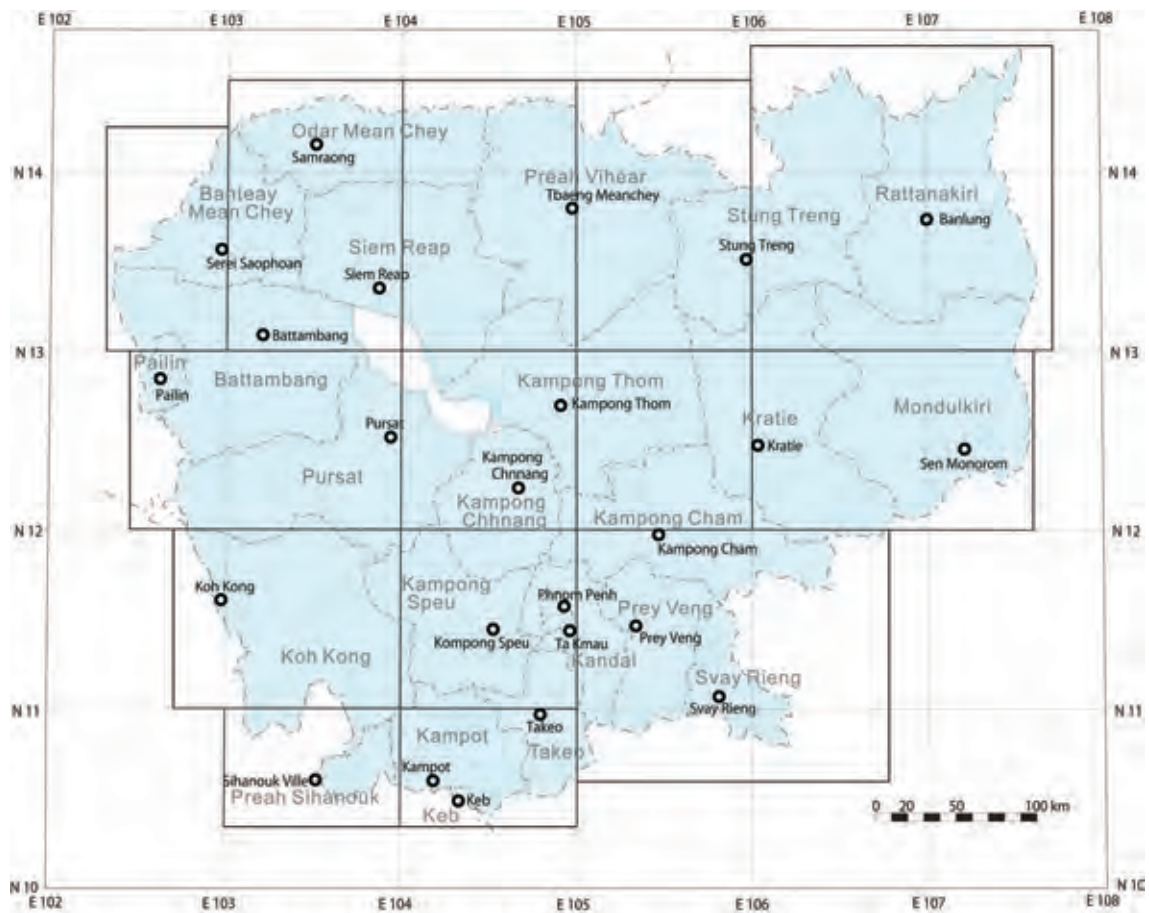 E 102
E 103
E 104
E 105
E 106
E 107
E 108
Odar Mean Chey
Samraong
N 14
N 14
Preah Vihear
Tbaeng Meanchey
Banteay
Mean Chey
Rattanakiri
Banlung
Stung Treng
Stung Treng
Siem Reap
Siem Reap
Serei Saophoan
Battambang
N 13
N 13
Pailin
Pailin
Battambang
Kampong Thom
Kampong Thom
Mondulkiri
Kratie
Kratie
Pursat
Sen Monorom
Kampong
Chnnang
Pursat
Kampong
Chhnang
Kampong Cham
N 12
N 12
Kampong Cham
Koh Kong
Kampong
Speu
Phnom Penh
Prey Veng
Prey Veng
Kompong Speu
Ta Kmau
Kandal
Koh Kong
Svay Rieng
Svay Rieng
N 11
N 11
Takeo
Kampot
Takeo
Kampot
Sihanouk Ville
Preah Sihanouk
Keb
Keb
0 20 50 100 km
N 10
N 10
E 102
E 103
E 104
E 105
E 106
E 107
E 108